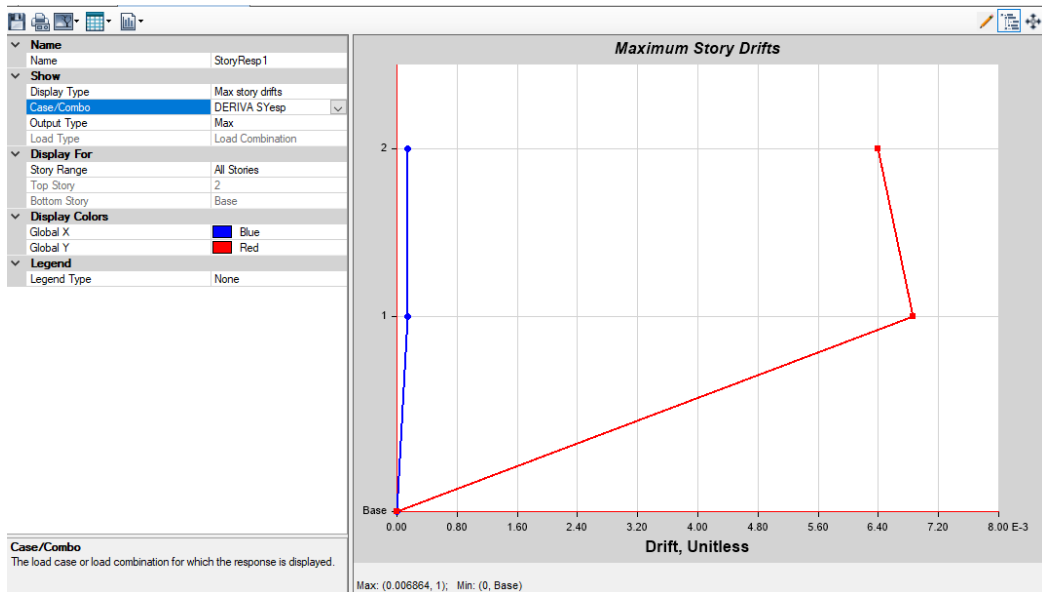 Name
Name StoryResp1
Show
Display Type Max story drifts
Case/Combo DERIVA SYesp
Output Type Max
Load Type Load Combination
Display For
Story Range All Stories
Top Story 2
Bottom Story Base
Display Colors
Global X Blue
Global Y Red
Legend
Legend Type None
Case/Combo
The load case or load combination for which the response is displayed.
Maximum Story Drifts
2
1
Base
0.00 0.80 1.60 2.40 3.20 4.00 4.80 5.60 6.40 7.20 8.00 E-3
Drift, Unitless
Max: (0.006864, 1); Min: (0, Base)